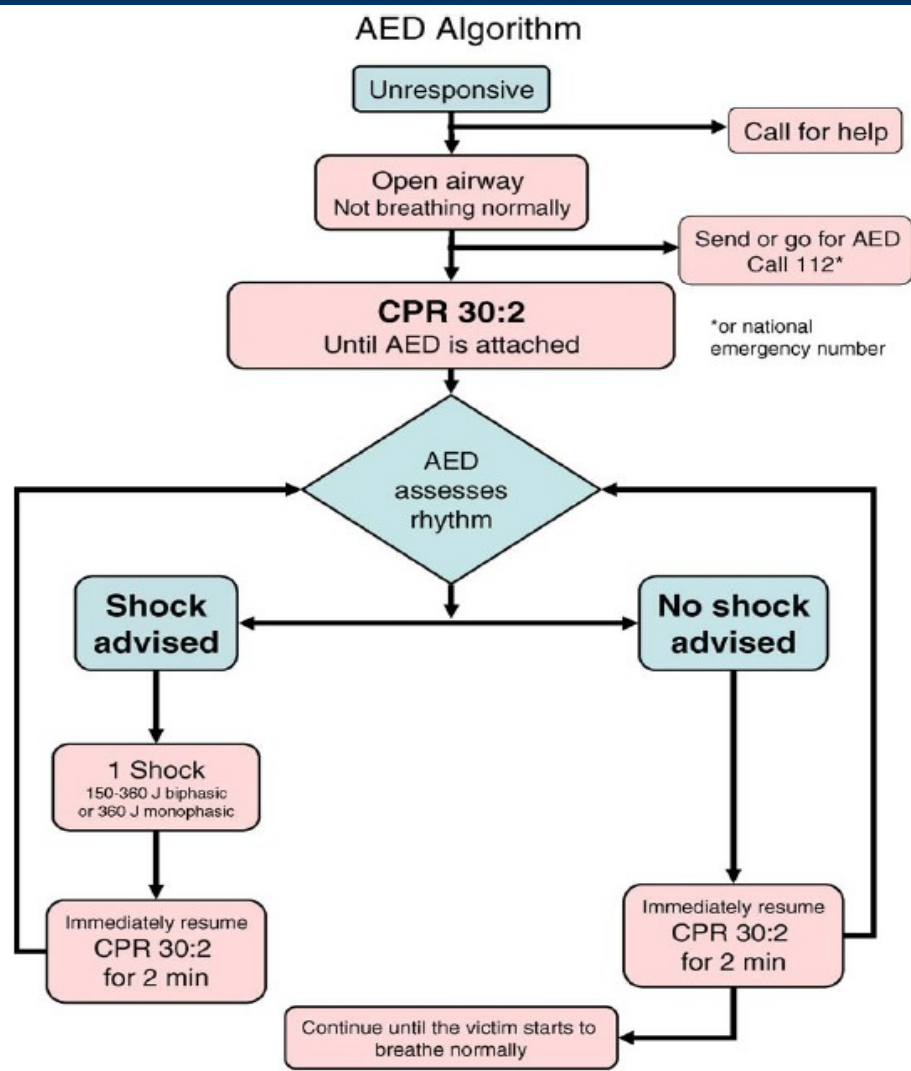 AED Algorithm
Unresponsive
Call for help
Open airway
Not breathing normally
Send or go for AED
Call 112*
CPR 30:2
Until AED is attached
*or national
emergency number
AED
assesses
rhythm
Shock
advised
No shock
advised
1 Shock
150-360 J biphasic
or 360 J monophasic
Immediately resume
CPR 30:2
for 2 min
Immediately resume
CPR 30:2
for 2 min
Continue until the victim starts to
breathe normally